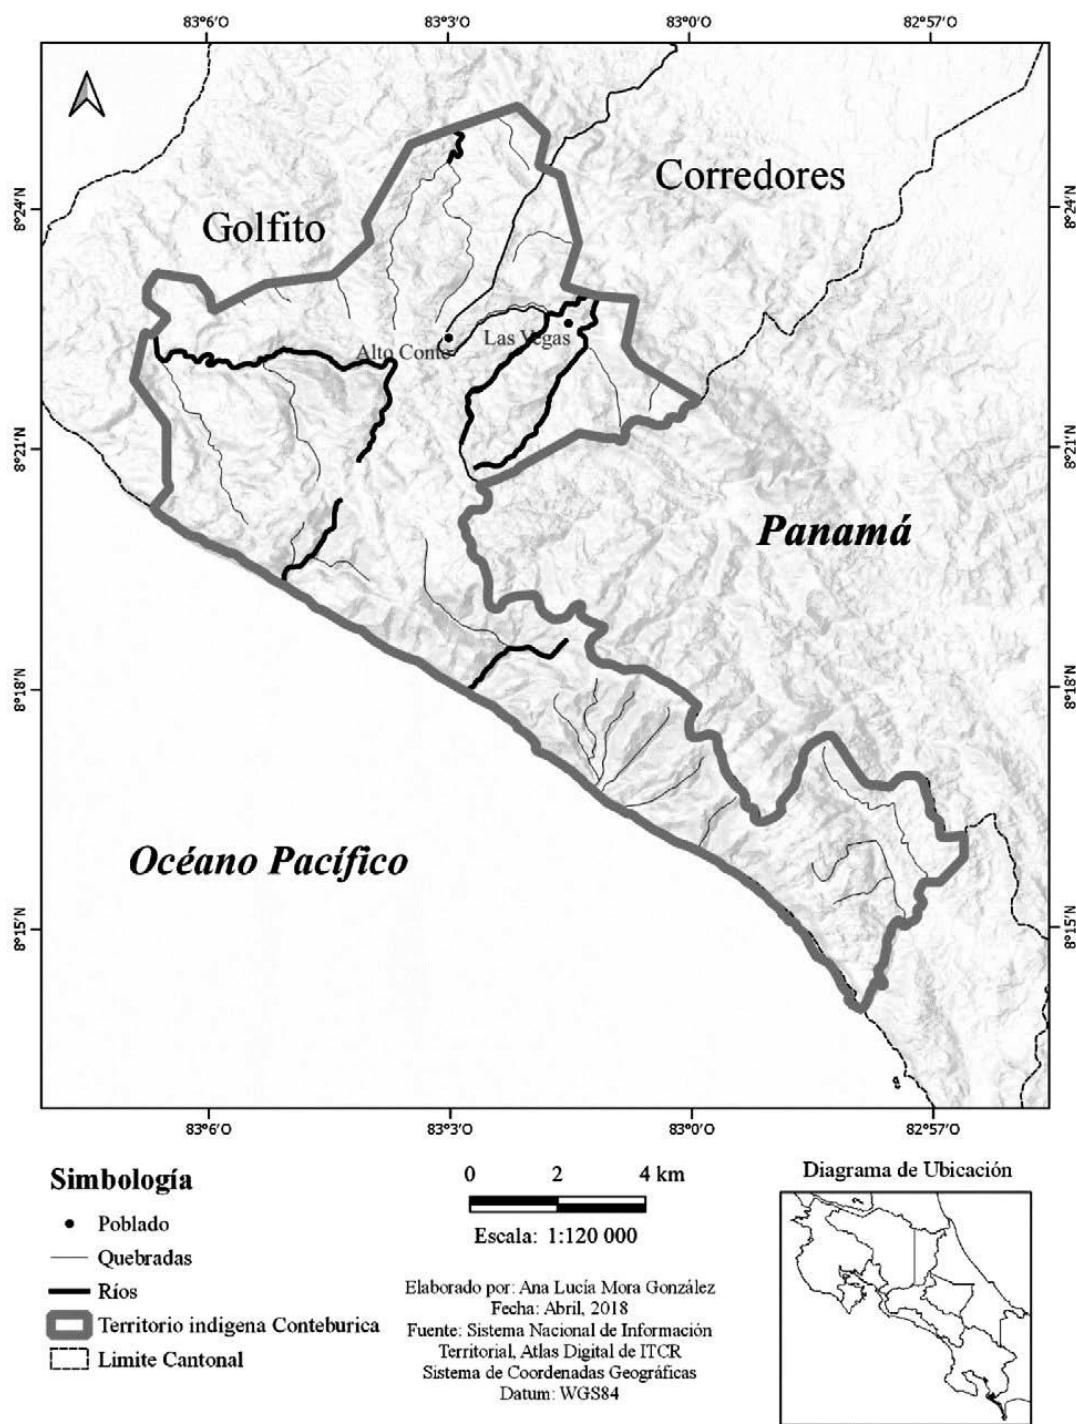 83°6´O 83°3´O 83°0´O 82°57´O
8°24´N 8°24´N
Corredores
Golfito
Las Vegas
Alto Conte
8°21´N 8°21´N
Panamá
8°18´N 8°18´N
Océano Pacífico
8°15´N 8°15´N
83°6´O 83°3´O 83°0´O 82°57´O
Simbología
Poblado
Quebradas
Ríos
Territorio indígena Conteburica
Limite Cantonal
0 2 4 km
Escala: 1:120 000
Elaborado por: Ana Lucía Mora González
Fecha: Abril, 2018
Fuente: Sistema Nacional de Información
Territorial, Atlas Digital de ITCR
Sistema de Coordenadas Geográficas
Datum: WGS84
Diagrama de Ubicación